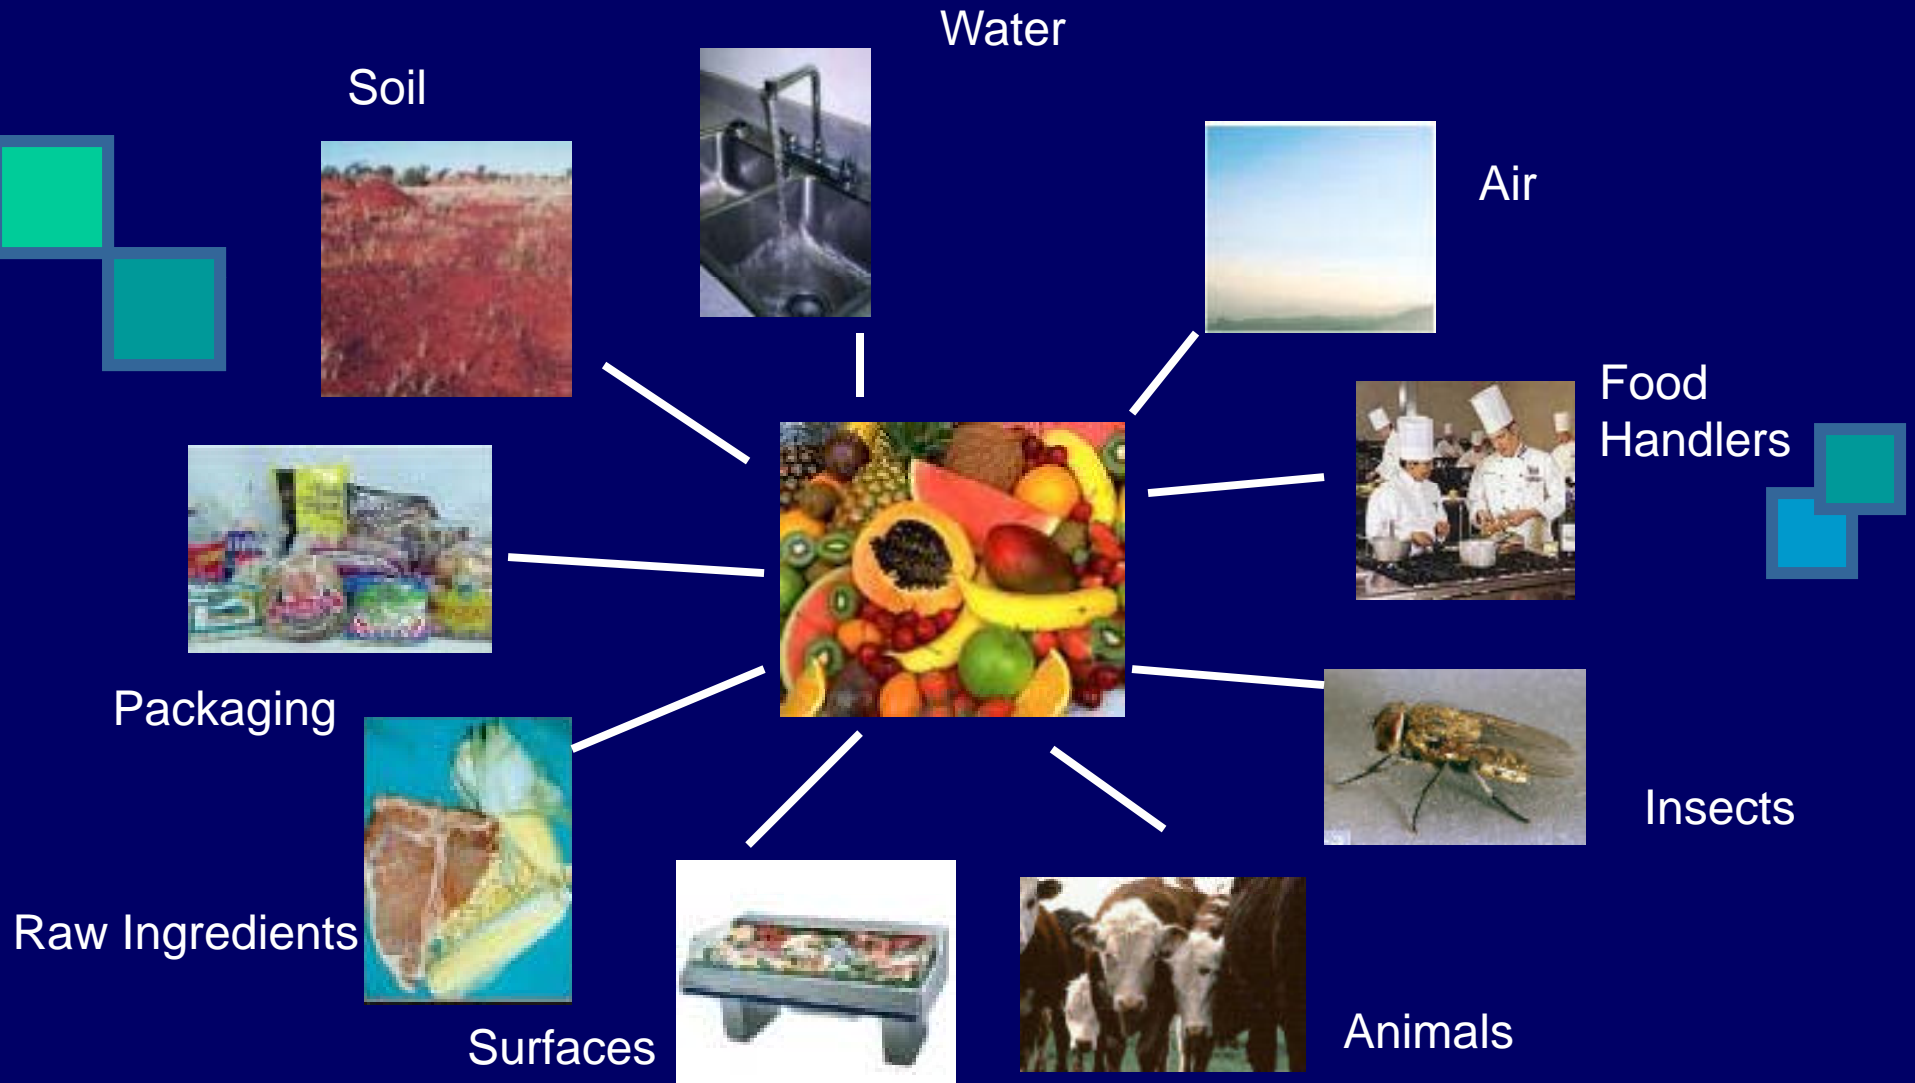 Water
Soil
Air
Food
Handlers
Packaging
Insects
Raw Ingredients
Surfaces
Animals